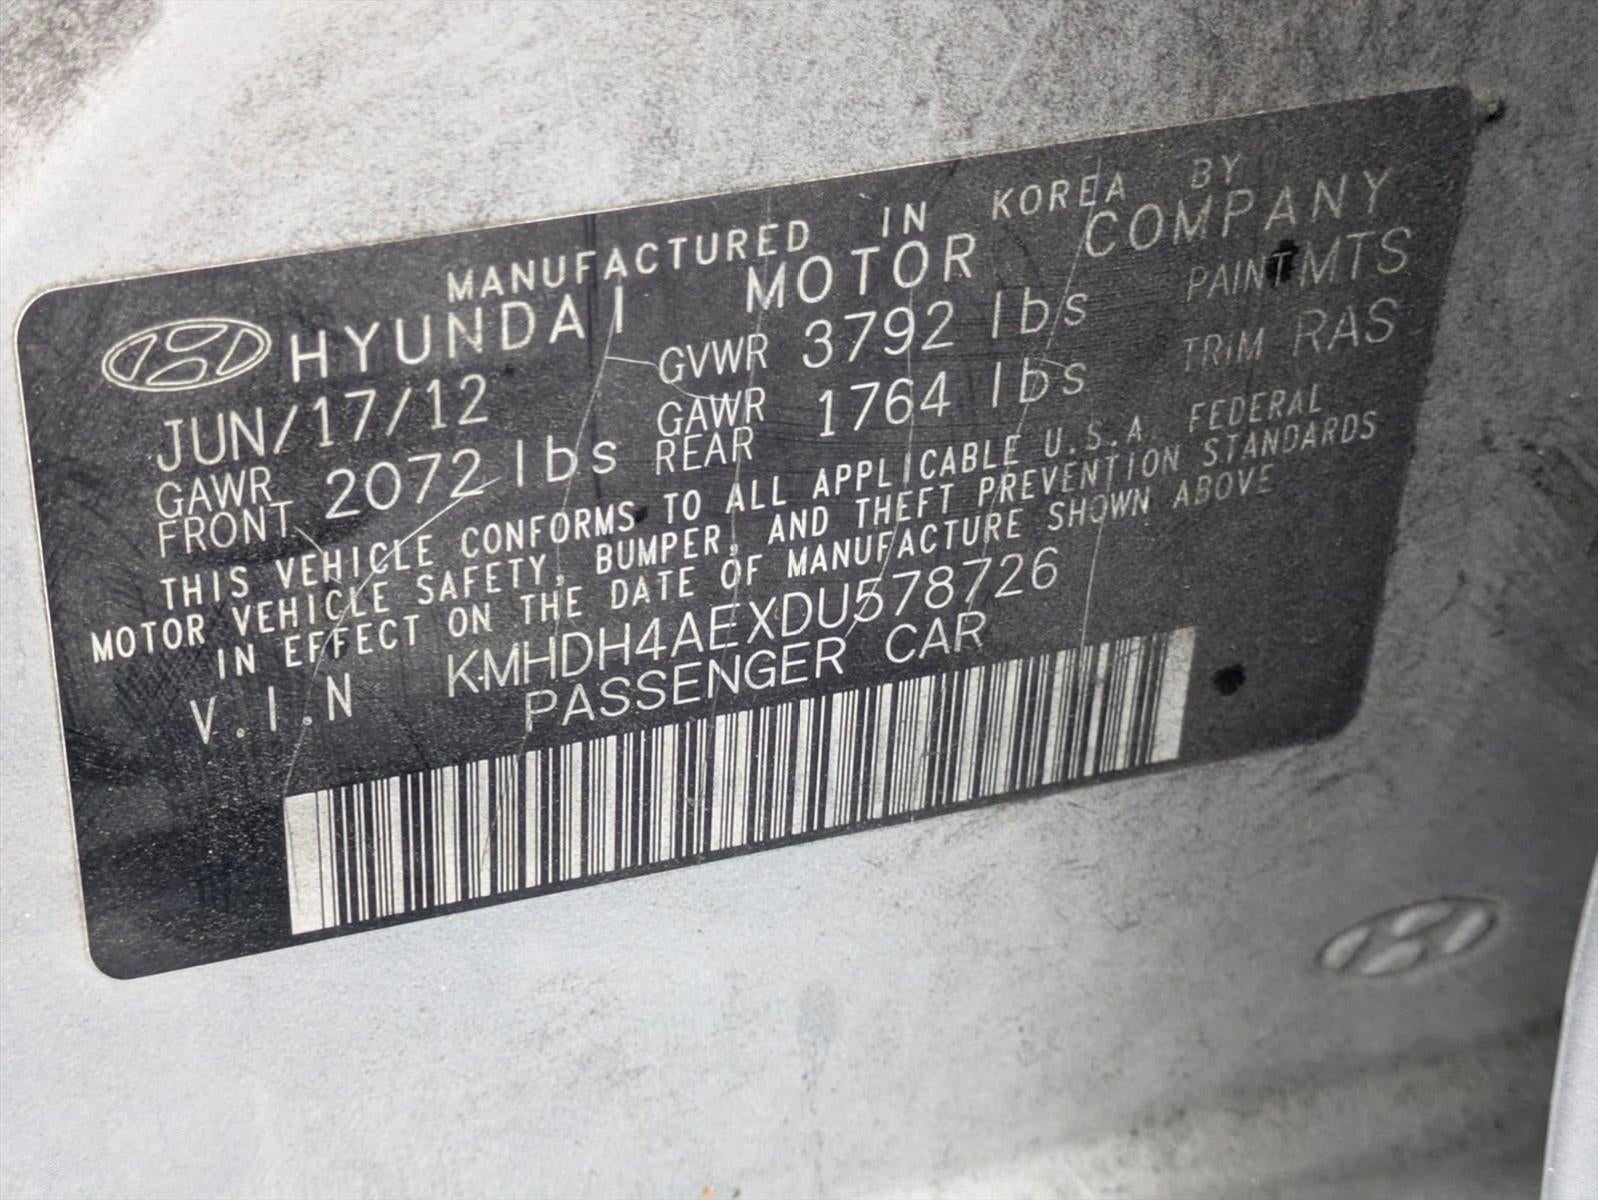 MANUFACTURED IN KOREA BY
HYUNDAI MOTOR COMPANY
JUN/17/12 GVWR 3792 lbs PAINT MTS
GAWR FRONT 2072 lbs GAWR REAR 1764 lbs TRIM RAS
THIS VEHICLE CONFORMS TO ALL APPLICABLE U.S.A. FEDERAL
MOTOR VEHICLE SAFETY, BUMPER, AND THEFT PREVENTION STANDARDS
IN EFFECT ON THE DATE OF MANUFACTURE SHOWN ABOVE
V.I.N KMHDH4AEXDU578726
PASSENGER CAR